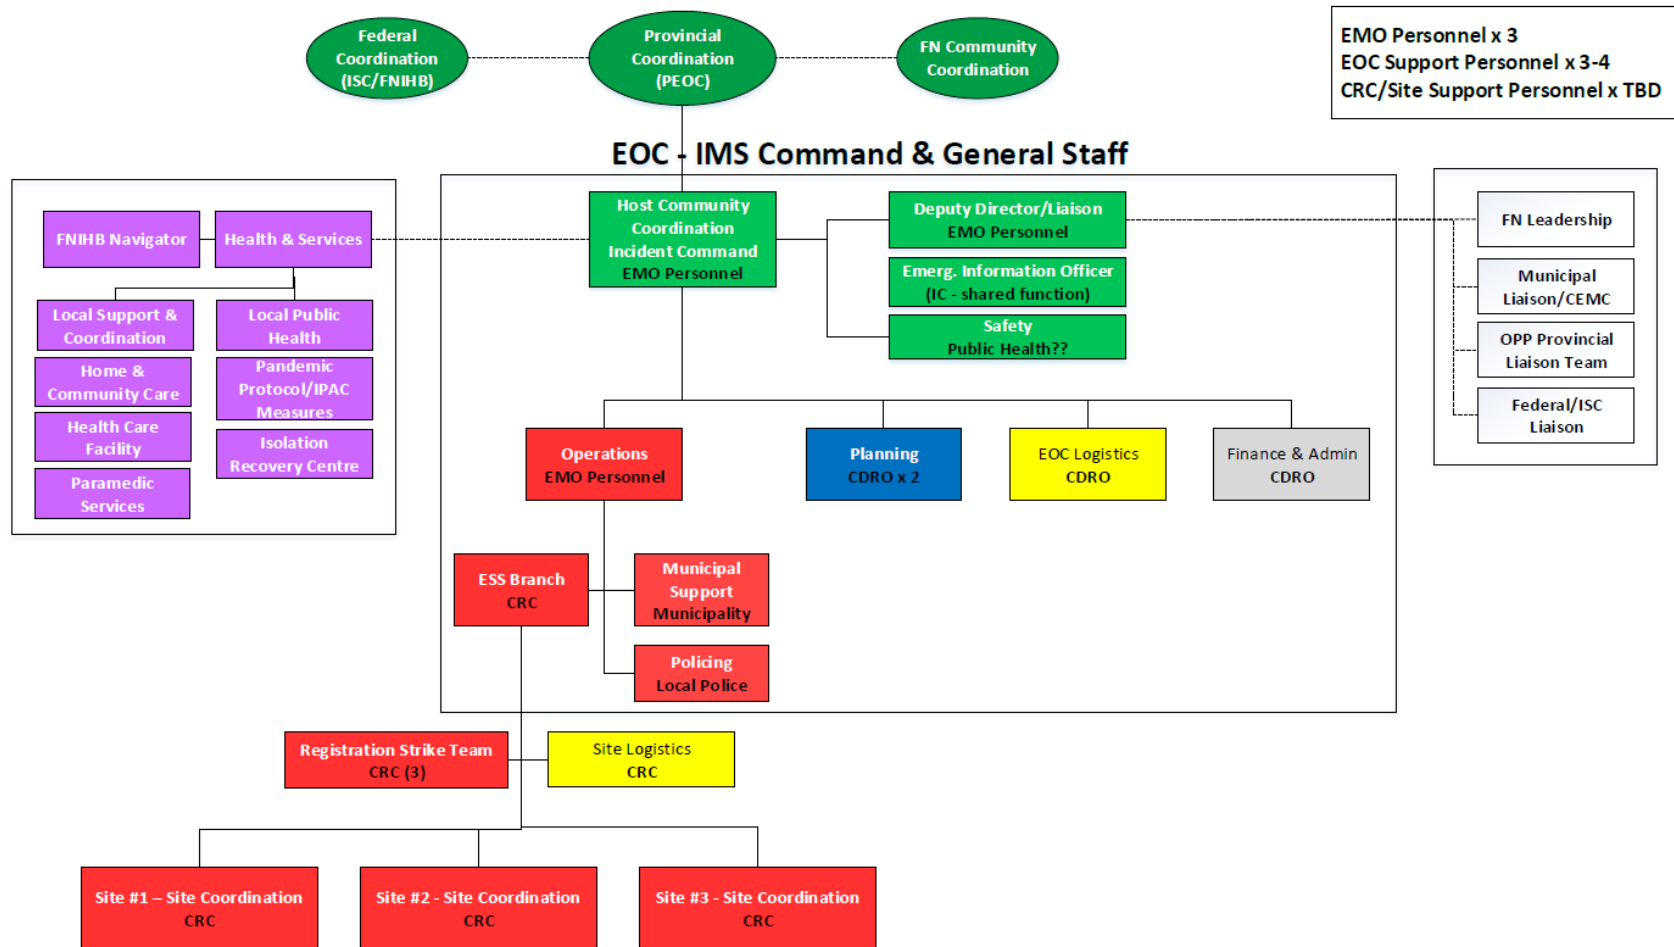 Federal
Coordination
(ISC/FNIHB)
Provincial
Coordination
(PEOC)
FN Community
Coordination
EMO Personnel x 3
EOC Support Personnel x 3-4
CRC/Site Support Personnel x TBD
EOC - IMS Command & General Staff
FNIHB Navigator
Health & Services
Local Support &
Coordination
Local Public
Health
Home &
Community Care
Pandemic
Protocol/IPAC
Measures
Health Care
Facility
Isolation
Recovery Centre
Paramedic
Services
Host Community
Coordination
Incident Command
EMO Personnel
Deputy Director/Liaison
EMO Personnel
Emerg. Information Officer
(IC - shared function)
Safety
Public Health??
FN Leadership
Municipal
Liaison/CEMC
OPP Provincial
Liaison Team
Federal/ISC
Liaison
Operations
EMO Personnel
Planning
CDRO x 2
EOC Logistics
CDRO
Finance & Admin
CDRO
ESS Branch
CRC
Municipal
Support
Municipality
Policing
Local Police
Registration Strike Team
CRC (3)
Site Logistics
CRC
Site #1 – Site Coordination
CRC
Site #2 - Site Coordination
CRC
Site #3 - Site Coordination
CRC